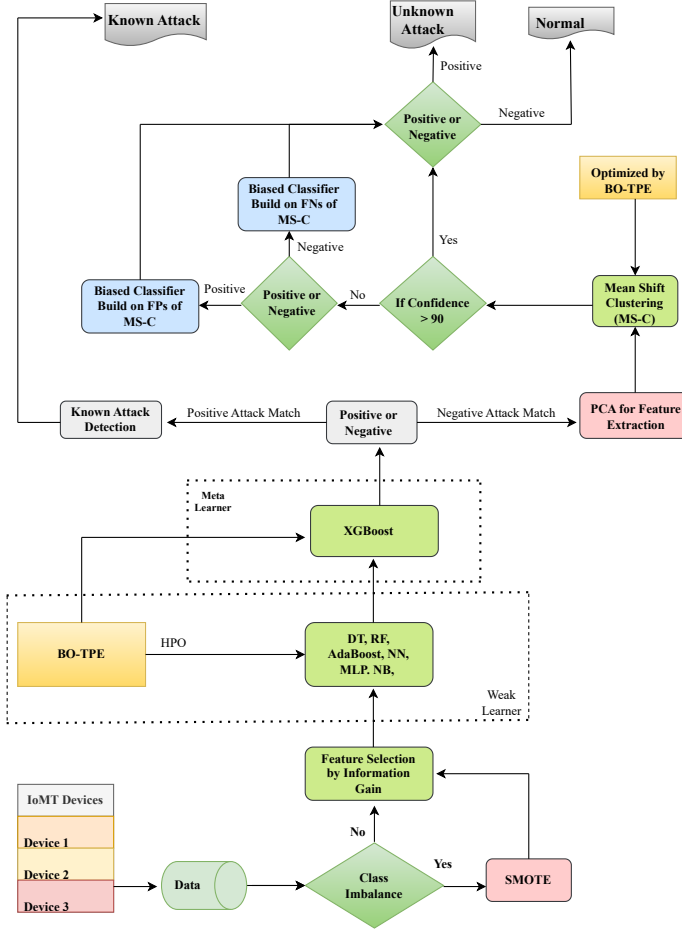 Known Attack
Unknown
Attack
Normal
Positive
Positive or
Negative
Negative
Optimized by
BO-TPE
Biased Classifier
Build on FNs of
MS-C
Yes
Negative
Biased Classifier
Build on FPs of
MS-C
Positive
Positive or
Negative
No
If Confidence
> 90
Mean Shift
Clustering
(MS-C)
Known Attack
Detection
Positive Attack Match
Positive or
Negative
Negative Attack Match
PCA for Feature
Extraction
Meta
Learner
XGBoost
BO-TPE
HPO
DT, RF,
AdaBoost, NN,
MLP. NB,
Weak
Learner
Feature Selection
by Information
Gain
IoMT Devices
Device 1
Device 2
Device 3
Data
No
Class
Imbalance
Yes
SMOTE